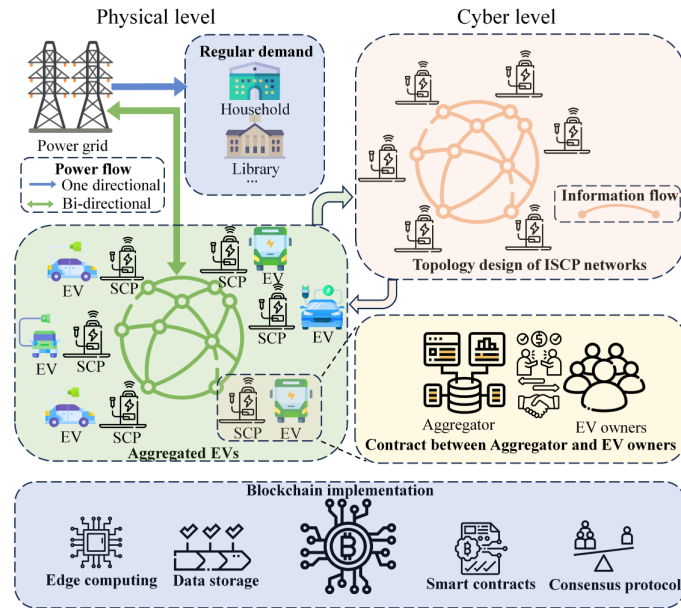 Physical level
Cyber level
Regular demand
Household
Library
...
Power grid
Power flow
One directional
Bi-directional
Information flow
Topology design of ISCP networks
EV
SCP
SCP
EV
EV
SCP
SCP
EV
EV
SCP
SCP
EV
Aggregated EVs
Aggregator
EV owners
Contract between Aggregator and EV owners
Blockchain implementation
Edge computing
Data storage
Smart contracts
Consensus protocol